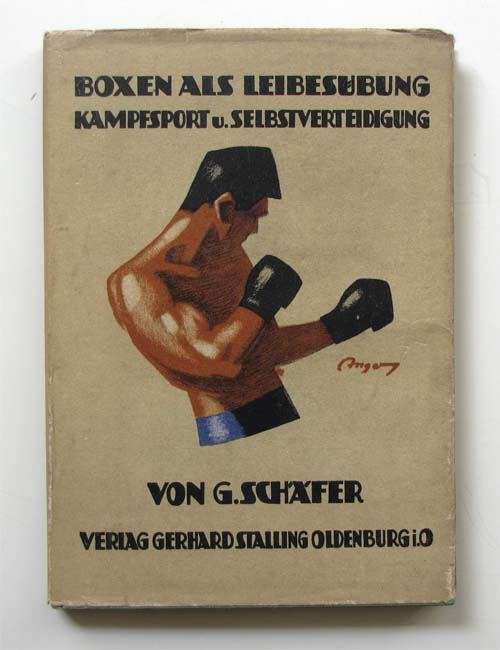 BOXEN ALS LEIBESÜBUNG
KAMPFSPORT u. SELBSTVERTEIDIGUNG
VON G. SCHÄFER
VERLAG GERHARD STALLING OLDENBURG i.O